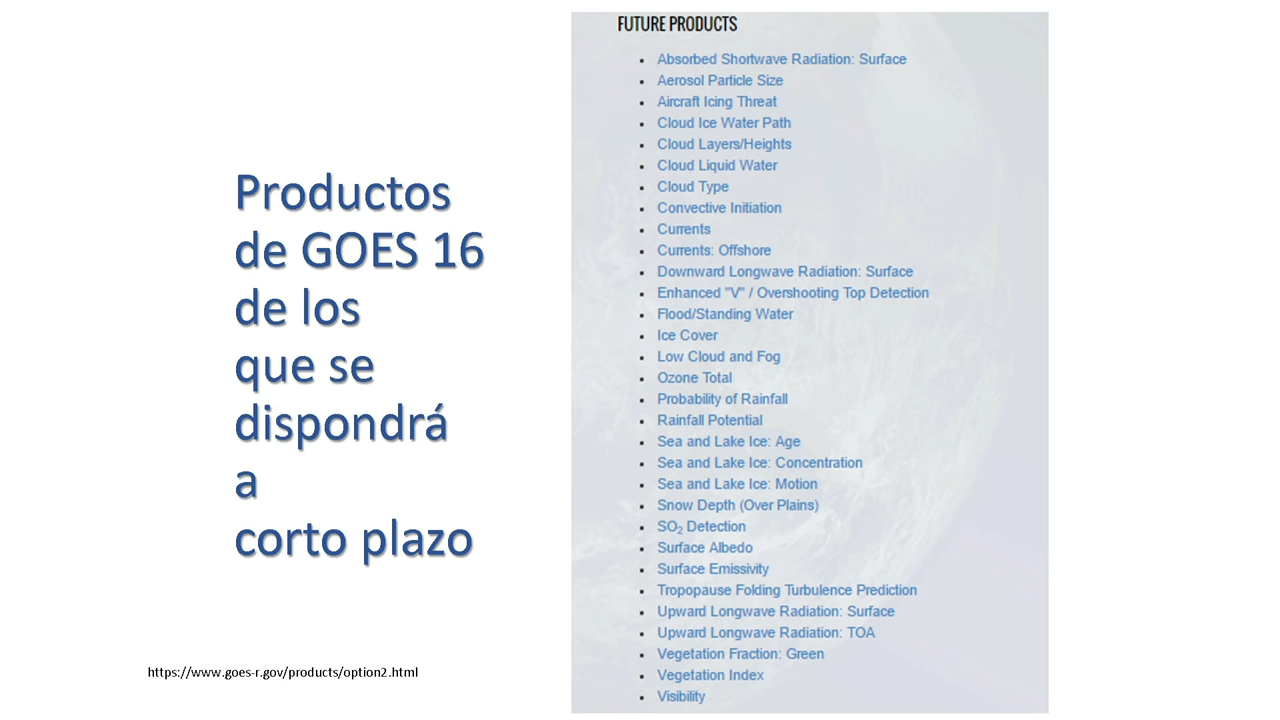 Productos
de GOES 16
de los
que se
dispondrá
a
corto plazo
https://www.goes-r.gov/products/option2.html
FUTURE PRODUCTS
Absorbed Shortwave Radiation: Surface
Aerosol Particle Size
Aircraft Icing Threat
Cloud Ice Water Path
Cloud Layers/Heights
Cloud Liquid Water
Cloud Type
Convective Initiation
Currents
Currents: Offshore
Downward Longwave Radiation: Surface
Enhanced "V" / Overshooting Top Detection
Flood/Standing Water
Ice Cover
Low Cloud and Fog
Ozone Total
Probability of Rainfall
Rainfall Potential
Sea and Lake Ice: Age
Sea and Lake Ice: Concentration
Sea and Lake Ice: Motion
Snow Depth (Over Plains)
SO₂ Detection
Surface Albedo
Surface Emissivity
Tropopause Folding Turbulence Prediction
Upward Longwave Radiation: Surface
Upward Longwave Radiation: TOA
Vegetation Fraction: Green
Vegetation Index
Visibility